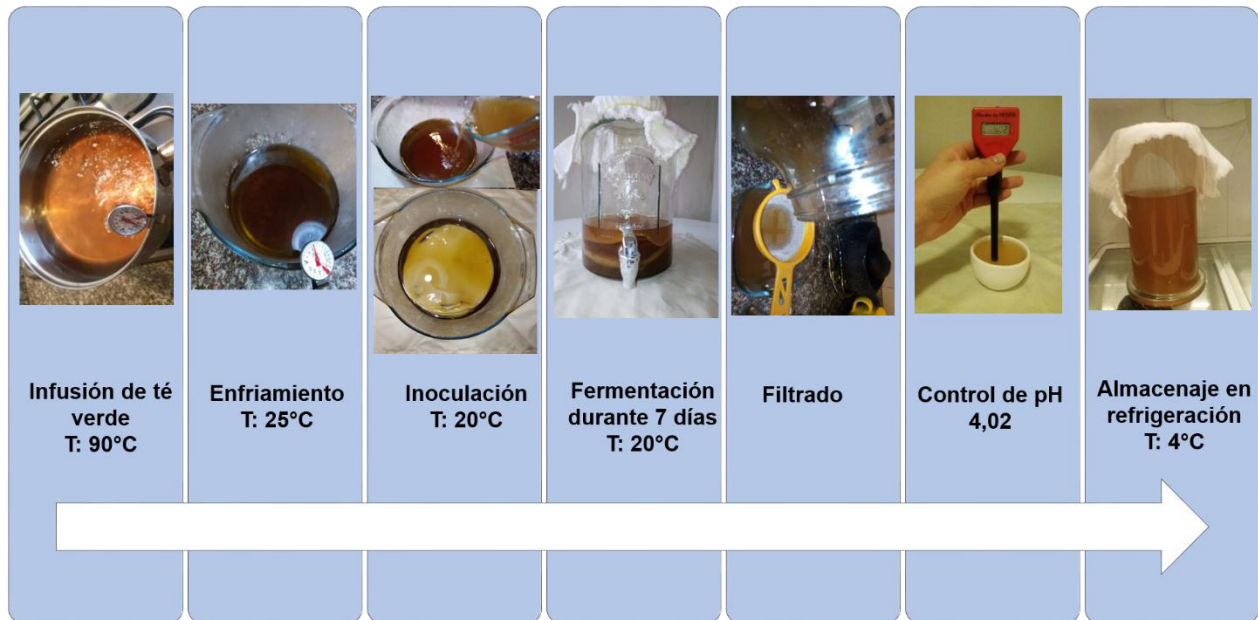 Infusión de té
verde
T: 90°C
Enfriamiento
T: 25°C
Inoculación
T: 20°C
Fermentación
durante 7 días
T: 20°C
Filtrado
Control de pH
4,02
Almacenaje en
refrigeración
T: 4°C